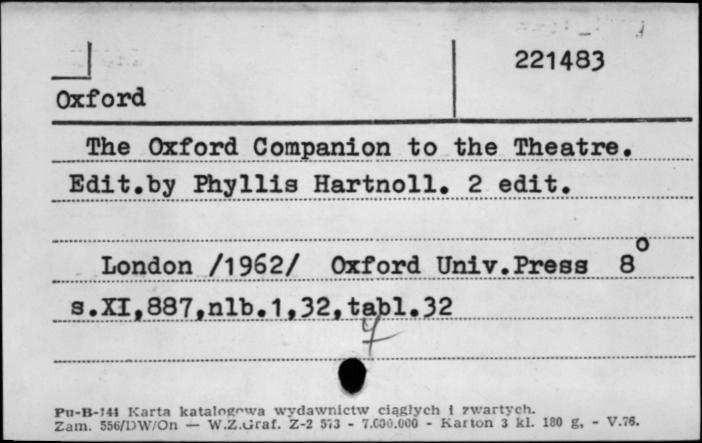 221483
Oxford
The Oxford Companion to the Theatre.
Edit.by Phyllis Hartnoll. 2 edit.
London /1962/ Oxford Univ.Press 8°
s.XI,887,nlb.1,32,tabl.32
4
Pu-B-144 Karta katalogowa wydawnictw ciągłych i zwartych.
Zam. 556/DW/On — W.Z.Graf. Z-2 573 - 7.000.000 - Karton 3 kl. 180 g, - V.76.